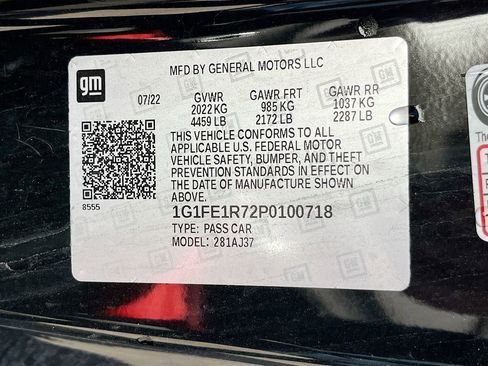 gm
MFD BY GENERAL MOTORS LLC
07/22 GVWR GAWR FRT GAWR RR
2022 KG 985 KG 1037 KG
4459 LB 2172 LB 2287 LB
THIS VEHICLE CONFORMS TO ALL
APPLICABLE U.S. FEDERAL MOTOR
VEHICLE SAFETY, BUMPER, AND THEFT
PREVENTION STANDARDS IN EFFECT ON
THE DATE OF MANUFACTURE SHOWN
ABOVE.
8555
1G1FE1R72P0100718
TYPE: PASS CAR
MODEL: 281AJ37